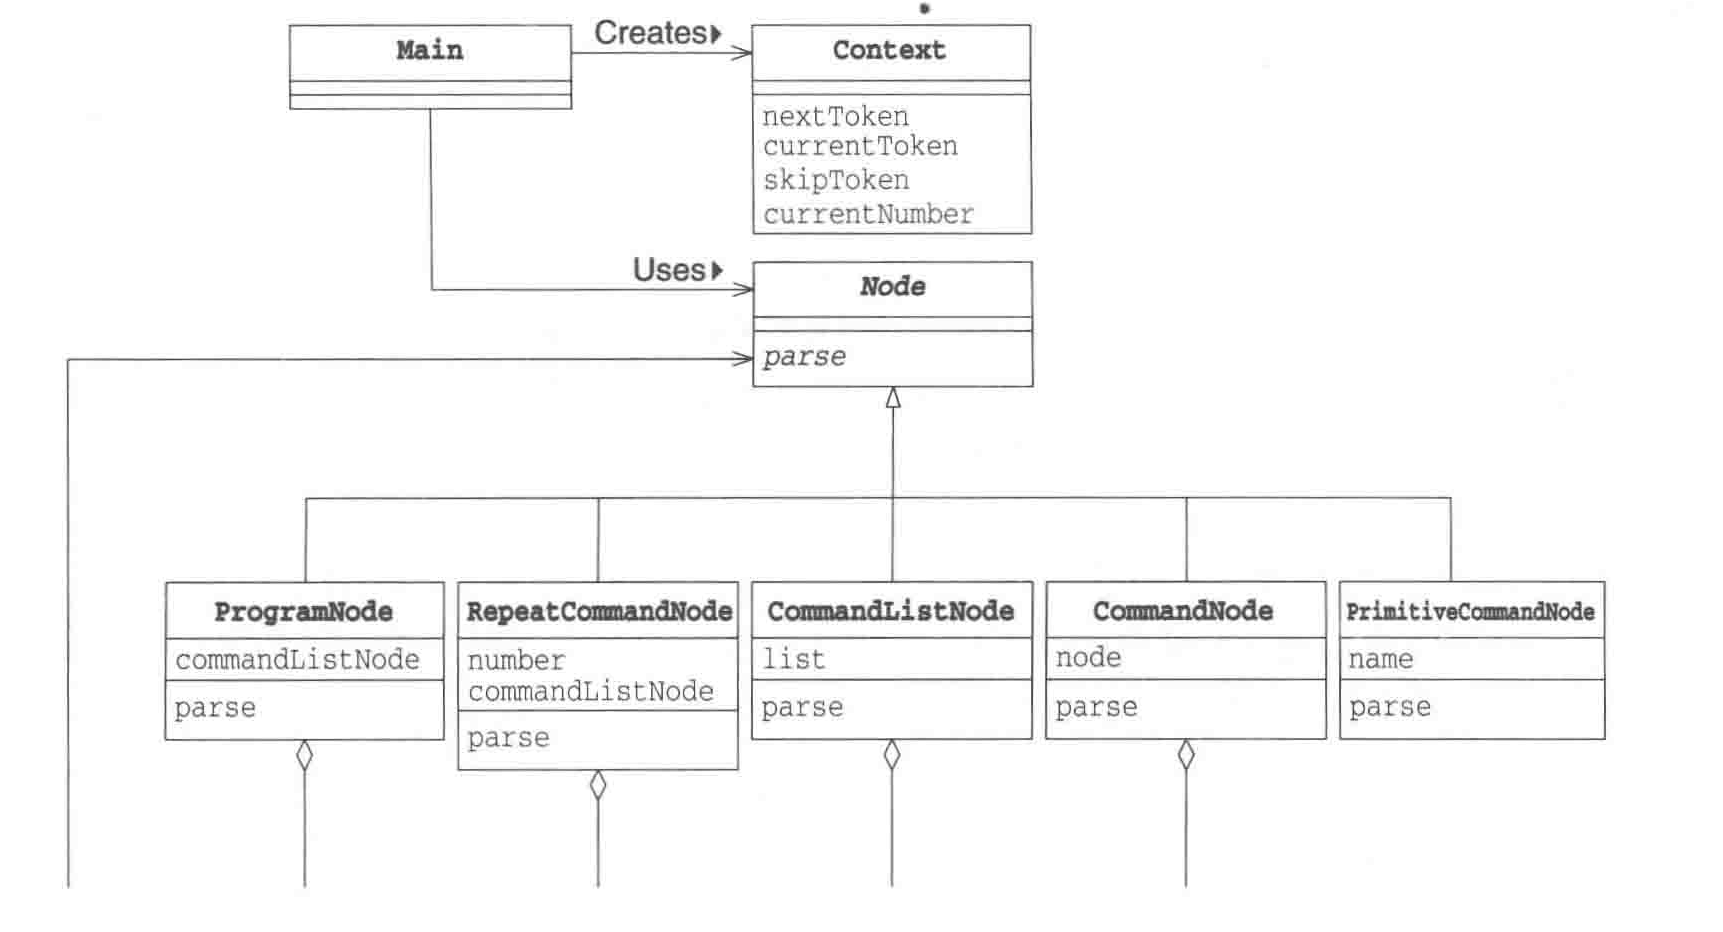 Main
Creates▶
Context
nextToken
currentToken
skipToken
currentNumber
Uses▶
Node
parse
ProgramNode
commandListNode
parse
RepeatCommandNode
number
commandListNode
parse
CommandListNode
list
parse
CommandNode
node
parse
PrimitiveCommandNode
name
parse